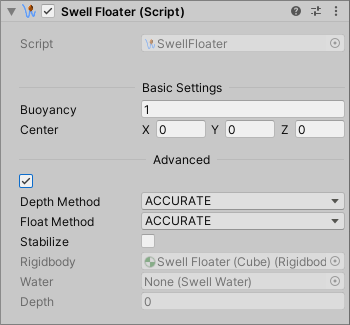 Swell Floater (Script)
Script SwellFloater
Basic Settings
Buoyancy 1
Center X 0 Y 0 Z 0
Advanced
Depth Method ACCURATE
Float Method ACCURATE
Stabilize
Rigidbody Swell Floater (Cube) (Rigidbod
Water None (Swell Water)
Depth 0